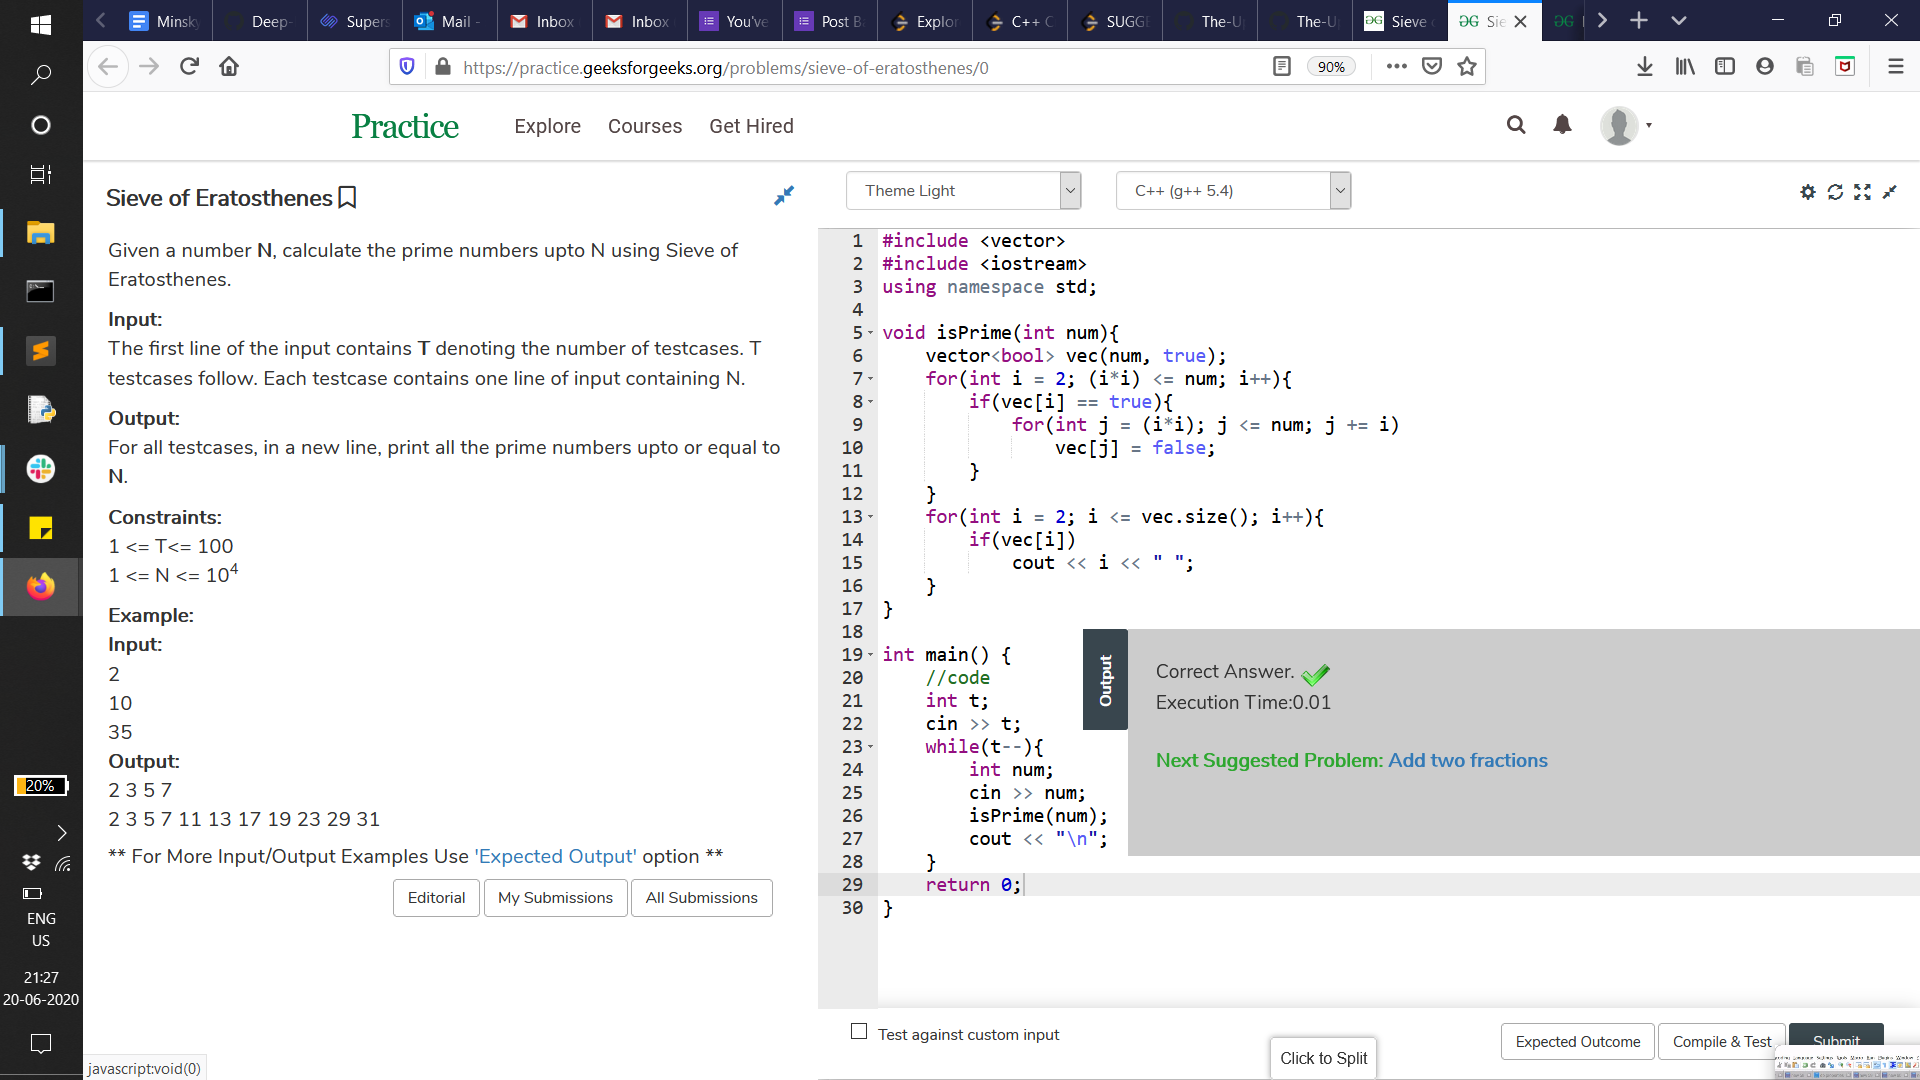 Minsky
Deep-
Supers
Mail -
Inbox
Inbox
You've
Post B
Explor
C++ C
SUGGE
The-U
The-U
Sieve
Sie
https://practice.geeksforgeeks.org/problems/sieve-of-eratosthenes/0
90%
Practice
Explore
Courses
Get Hired
Sieve of Eratosthenes
Given a number N, calculate the prime numbers upto N using Sieve of
Eratosthenes.
Input:
The first line of the input contains T denoting the number of testcases. T
testcases follow. Each testcase contains one line of input containing N.
Output:
For all testcases, in a new line, print all the prime numbers upto or equal to
N.
Constraints:
1 <= T<= 100
1 <= N <= 10⁴
Example:
Input:
2
10
35
Output:
2 3 5 7
2 3 5 7 11 13 17 19 23 29 31
** For More Input/Output Examples Use 'Expected Output' option **
Editorial
My Submissions
All Submissions
Theme Light
C++ (g++ 5.4)
1 #include <vector>
2 #include <iostream>
3 using namespace std;
4
5 void isPrime(int num){
6     vector<bool> vec(num, true);
7     for(int i = 2; (i*i) <= num; i++){
8         if(vec[i] == true){
9             for(int j = (i*i); j <= num; j += i)
10                 vec[j] = false;
11         }
12     }
13     for(int i = 2; i <= vec.size(); i++){
14         if(vec[i])
15             cout << i << " ";
16     }
17 }
18
19 int main() {
20     //code
21     int t;
22     cin >> t;
23     while(t--){
24         int num;
25         cin >> num;
26         isPrime(num);
27         cout << "\n";
28     }
29     return 0;
30 }
Output
Correct Answer.
Execution Time:0.01
Next Suggested Problem: Add two fractions
Test against custom input
Click to Split
Expected Outcome
Compile & Test
Submit
20%
ENG
US
21:27
20-06-2020
javascript:void(0)